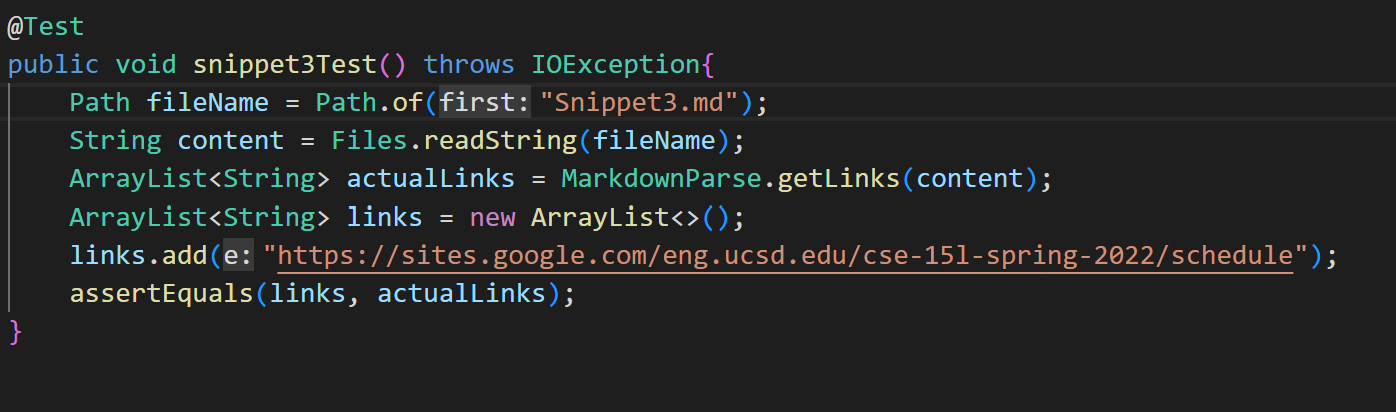 @Test
public void snippet3Test() throws IOException{
Path fileName = Path.of(first: "Snippet3.md");
String content = Files.readString(fileName);
ArrayList<String> actualLinks = MarkdownParse.getLinks(content);
ArrayList<String> links = new ArrayList<>();
links.add(e: "https://sites.google.com/eng.ucsd.edu/cse-15l-spring-2022/schedule");
assertEquals(links, actualLinks);
}